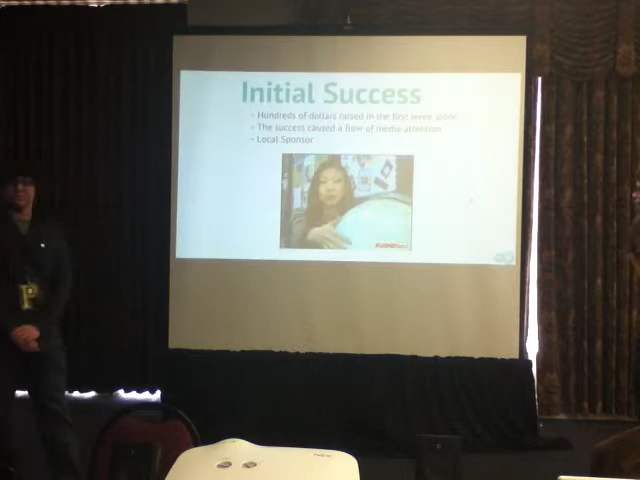 Initial Success
- Hundreds of dollars raised in the first week alone
- The success caused a flow of media attention
- Local Sponsor
P